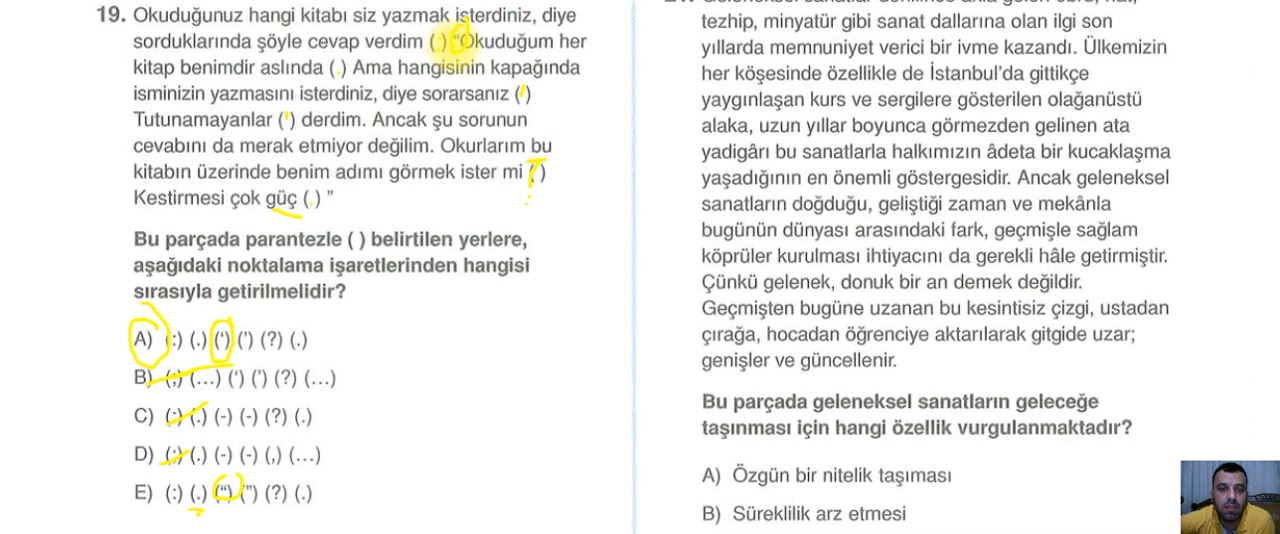 19. Okuduğunuz hangi kitabı siz yazmak isterdiniz, diye
sorduklarında şöyle cevap verdim ( ) "Okuduğum her
kitap benimdir aslında (.) Ama hangisinin kapağında
isminizin yazmasını isterdiniz, diye sorarsanız (')
Tutunamayanlar (') derdim. Ancak şu sorunun
cevabını da merak etmiyor değilim. Okurlarım bu
kitabın üzerinde benim adımı görmek ister mi (?)
Kestirmesi çok güç (.) "
Bu parçada parantezle ( ) belirtilen yerlere,
aşağıdaki noktalama işaretlerinden hangisi
sırasıyla getirilmelidir?
A) (:) (.) (‘) (’) (?) (.)
B) (;) (...) (‘) (’) (?) (...)
C) (;) (.) (-) (-) (?) (.)
D) (;) (.) (-) (-) (,) (...)
E) (:) (.) (“) (”) (?) (.)
tezhip, minyatür gibi sanat dallarına olan ilgi son
yıllarda memnuniyet verici bir ivme kazandı. Ülkemizin
her köşesinde özellikle de İstanbul’da gittikçe
yaygınlaşan kurs ve sergilere gösterilen olağanüstü
alaka, uzun yıllar boyunca görmezden gelinen ata
yadigârı bu sanatlarla halkımızın âdeta bir kucaklaşma
yaşadığının en önemli göstergesidir. Ancak geleneksel
sanatların doğduğu, geliştiği zaman ve mekânla
bugünün dünyası arasındaki fark, geçmişle sağlam
köprüler kurulması ihtiyacını da gerekli hâle getirmiştir.
Çünkü gelenek, donuk bir an demek değildir.
Geçmişten bugüne uzanan bu kesintisiz çizgi, ustadan
çırağa, hocadan öğrenciye aktarılarak gitgide uzar;
genişler ve güncellenir.
Bu parçada geleneksel sanatların geleceğe
taşınması için hangi özellik vurgulanmaktadır?
A) Özgün bir nitelik taşıması
B) Süreklilik arz etmesi